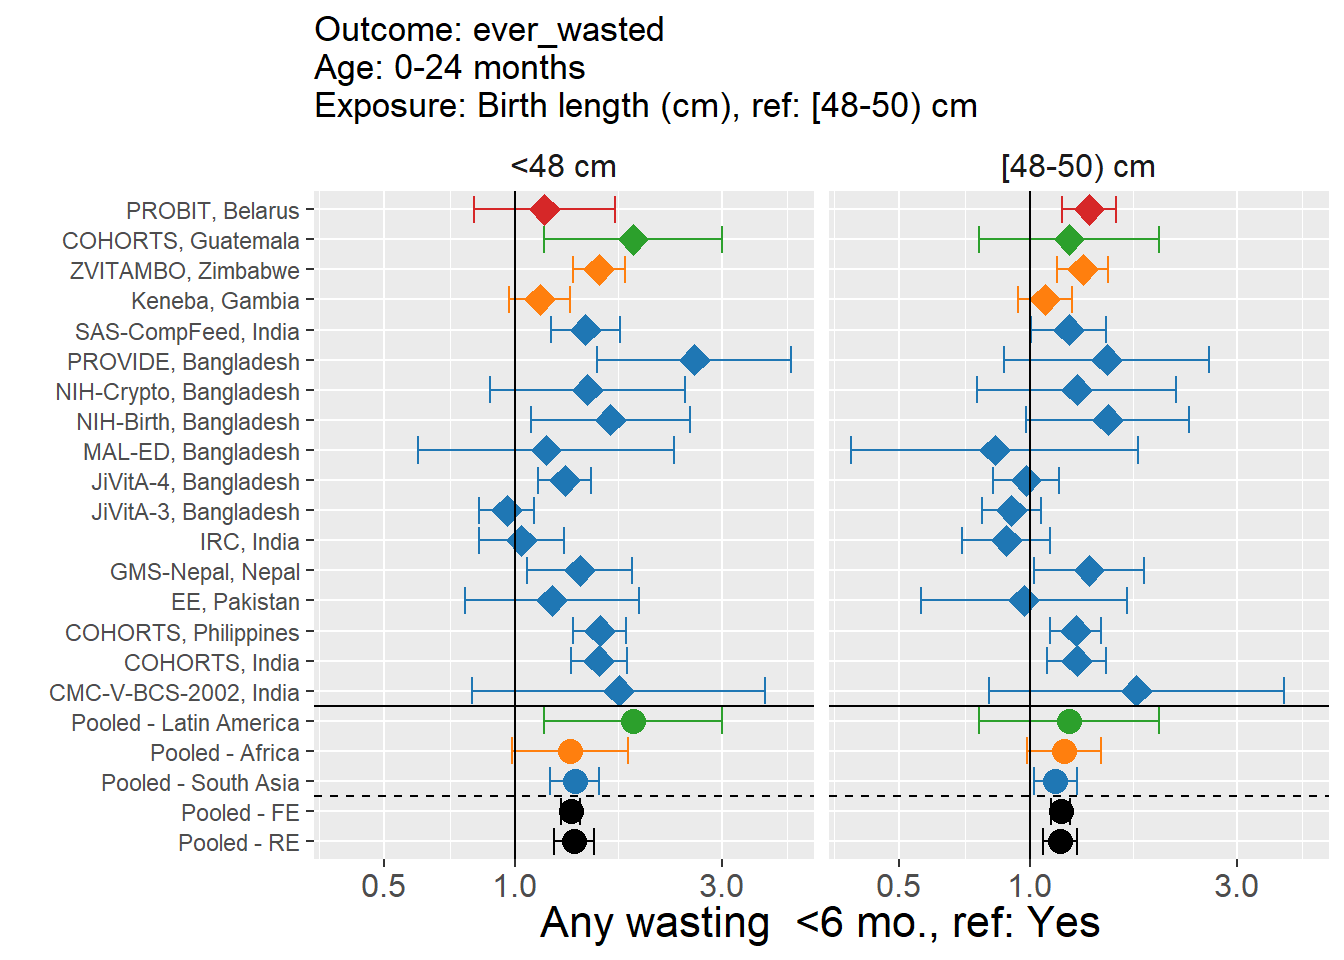 Outcome: ever_wasted
Age: 0-24 months
Exposure: Birth length (cm), ref: [48-50) cm
<48 cm
[48-50) cm
PROBIT, Belarus
COHORTS, Guatemala
ZVITAMBO, Zimbabwe
Keneba, Gambia
SAS-CompFeed, India
PROVIDE, Bangladesh
NIH-Crypto, Bangladesh
NIH-Birth, Bangladesh
MAL-ED, Bangladesh
JiVitA-4, Bangladesh
JiVitA-3, Bangladesh
IRC, India
GMS-Nepal, Nepal
EE, Pakistan
COHORTS, Philippines
COHORTS, India
CMC-V-BCS-2002, India
Pooled - Latin America
Pooled - Africa
Pooled - South Asia
Pooled - FE
Pooled - RE
0.5 1.0 3.0 0.5 1.0 3.0
Any wasting  <6 mo., ref: Yes